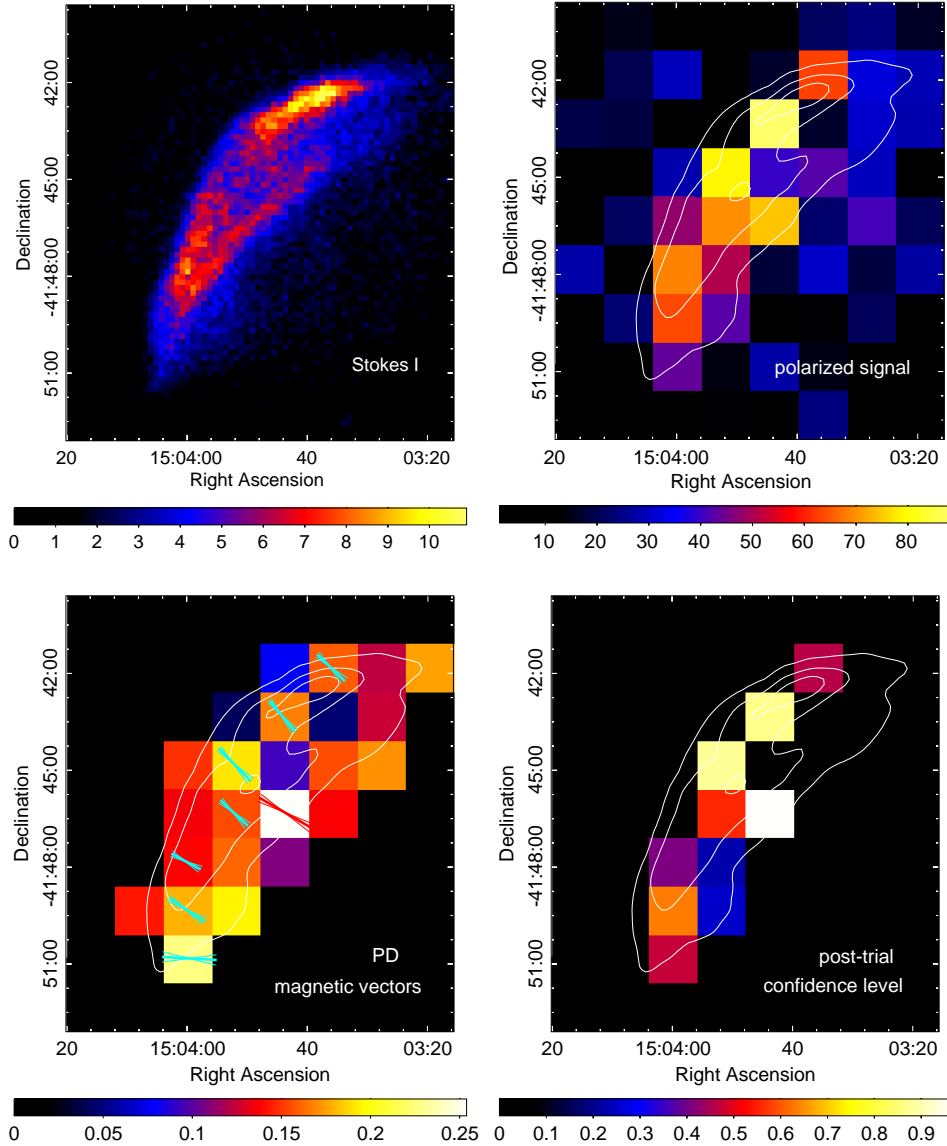 42:00
45:00
-41:48:00
51:00
Declination
Stokes I
20
15:04:00
40
03:20
Right Ascension
0 1 2 3 4 5 6 7 8 9 10
42:00
45:00
-41:48:00
51:00
Declination
polarized signal
20
15:04:00
40
03:20
Right Ascension
10 20 30 40 50 60 70 80
42:00
45:00
-41:48:00
51:00
Declination
PD
magnetic vectors
20
15:04:00
40
03:20
Right Ascension
0 0.05 0.1 0.15 0.2 0.25
42:00
45:00
-41:48:00
51:00
Declination
post-trial
confidence level
20
15:04:00
40
03:20
Right Ascension
0 0.1 0.2 0.3 0.4 0.5 0.6 0.7 0.8 0.9